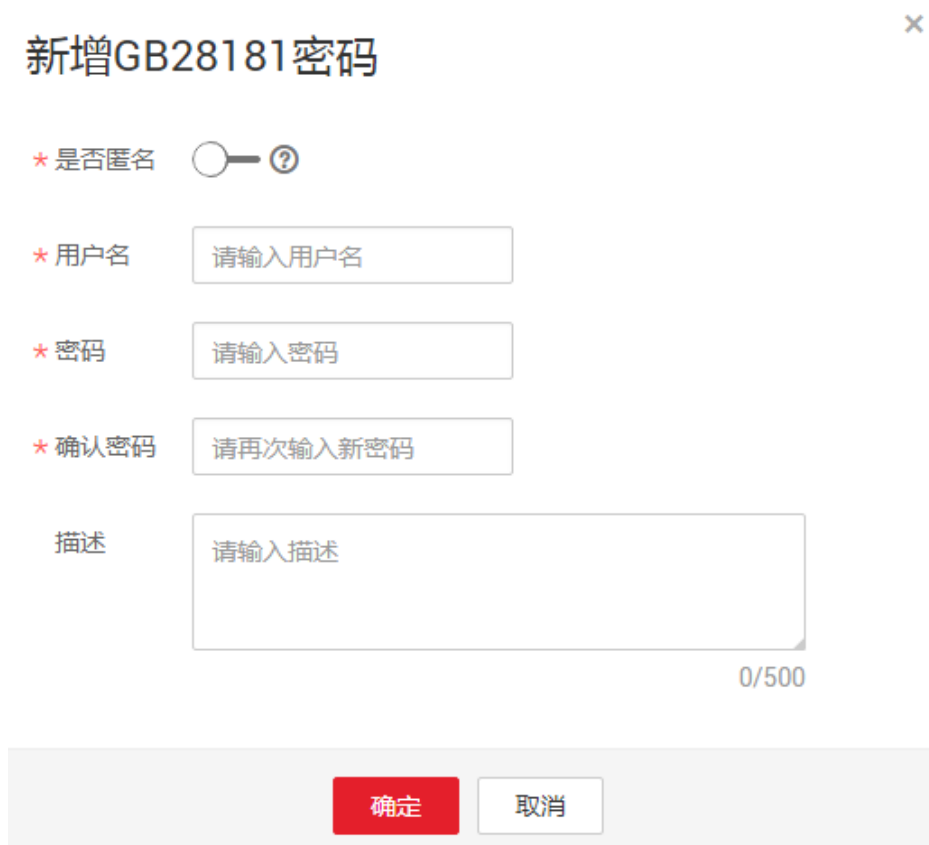 新增GB28181密码
* 是否匿名
* 用户名 请输入用户名
* 密码 请输入密码
* 确认密码 请再次输入新密码
描述 请输入描述
0/500
确定 取消